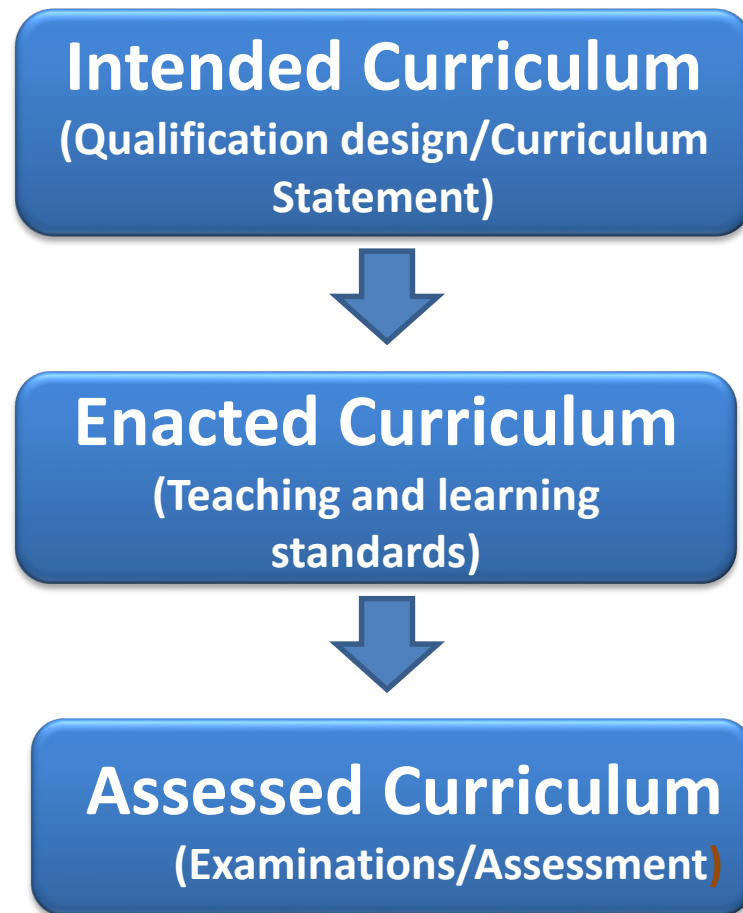 Intended Curriculum
(Qualification design/Curriculum
Statement)
Enacted Curriculum
(Teaching and learning
standards)
Assessed Curriculum
(Examinations/Assessment)